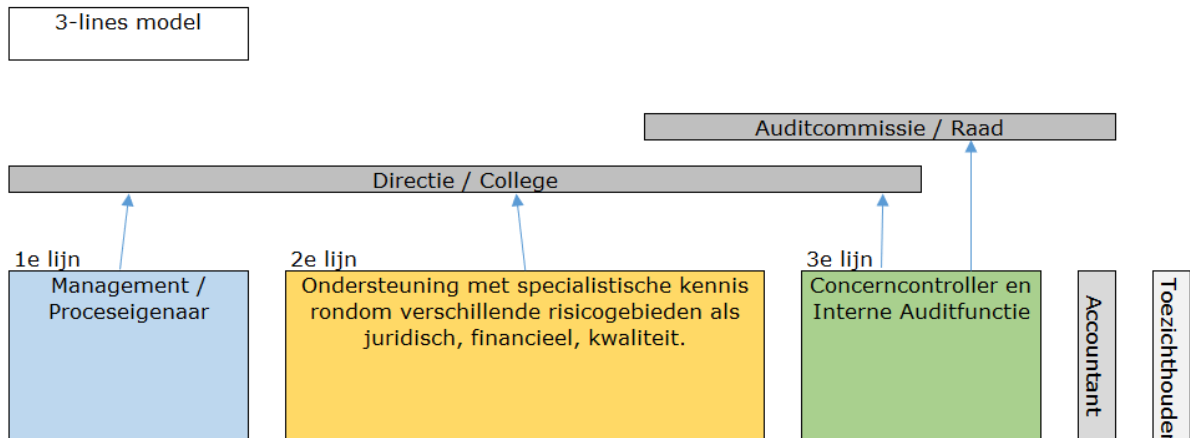 3-lines model
Auditcommissie / Raad
Directie / College
1e lijn
Management /
Proceseigenaar
2e lijn
Ondersteuning met specialistische kennis
rondom verschillende risicogebieden als
juridisch, financieel, kwaliteit.
3e lijn
Concerncontroller en
Interne Auditfunctie
Accountant
Toezichthouder